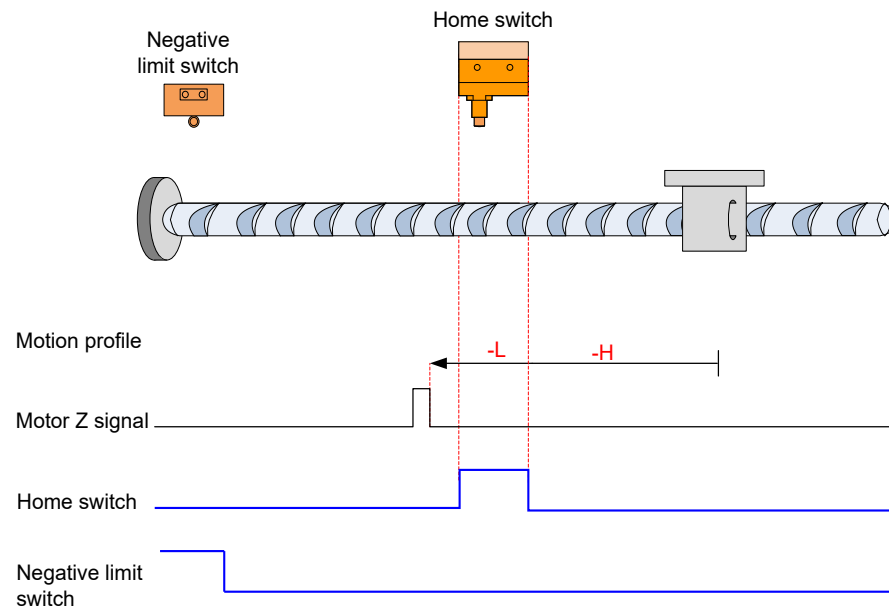 Home switch
Negative
limit switch
Motion profile
-L
-H
Motor Z signal
Home switch
Negative limit
switch